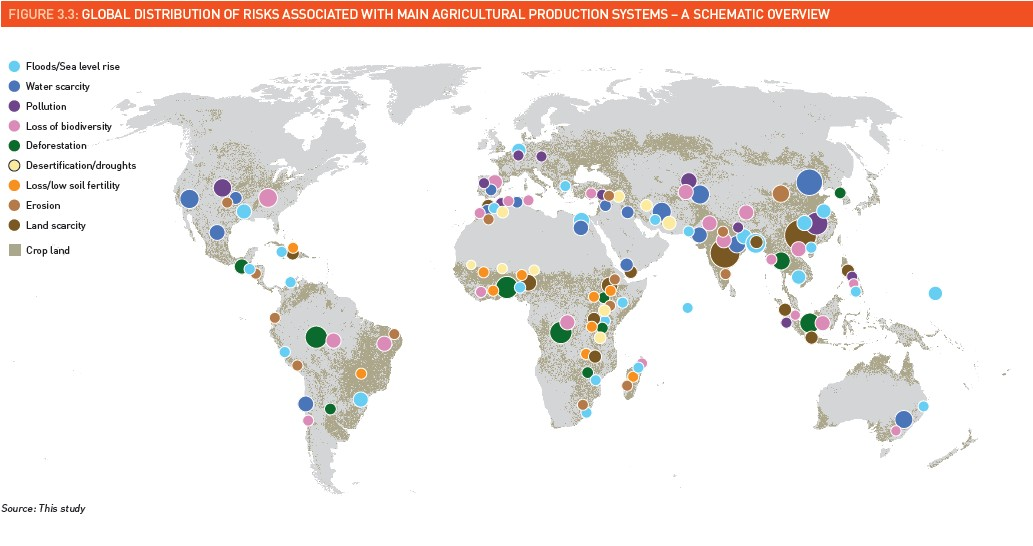 FIGURE 3.3: GLOBAL DISTRIBUTION OF RISKS ASSOCIATED WITH MAIN AGRICULTURAL PRODUCTION SYSTEMS – A SCHEMATIC OVERVIEW
Floods/Sea level rise
Water scarcity
Pollution
Loss of biodiversity
Deforestation
Desertification/droughts
Loss/low soil fertility
Erosion
Land scarcity
Crop land
Source: This study